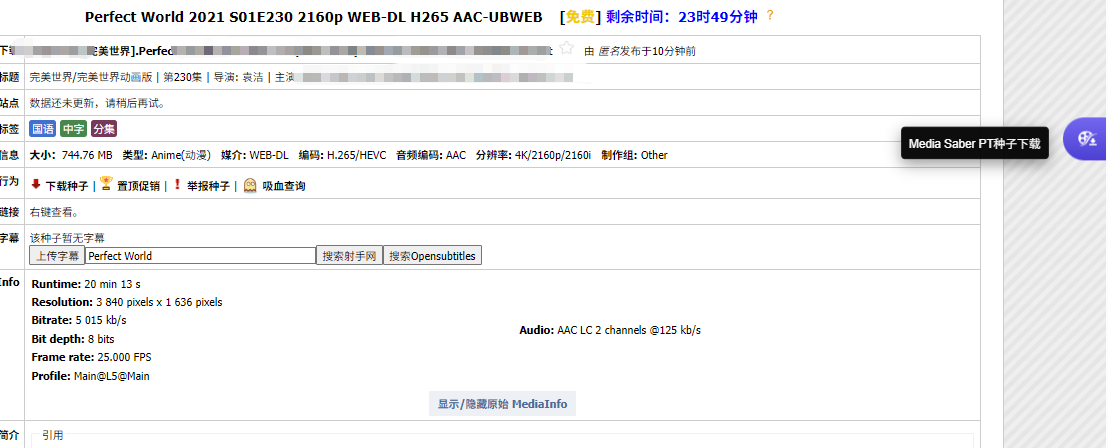 Perfect World 2021 S01E230 2160p WEB-DL H265 AAC-UBWEB [免费] 剩余时间：23时49分钟 ?
完美世界].Perfec 由 匿名发布于10分钟前
标题 完美世界/完美世界动画版 | 第230集 | 导演: 袁洁 | 主演
站点 数据还未更新，请稍后再试。
标签 国语 中字 分集
Media Saber PT种子下载
信息 大小： 744.76 MB 类型: Anime(动漫) 媒介: WEB-DL 编码: H.265/HEVC 音频编码: AAC 分辨率: 4K/2160p/2160i 制作组: Other
行为 下载种子 | 置顶促销 | 举报种子 | 吸血查询
链接 右键查看。
字幕 该种子暂无字幕
上传字幕 Perfect World 搜索射手网 搜索Opensubtitles
Info Runtime: 20 min 13 s
Resolution: 3 840 pixels x 1 636 pixels
Bitrate: 5 015 kb/s
Audio: AAC LC 2 channels @125 kb/s
Bit depth: 8 bits
Frame rate: 25.000 FPS
Profile: Main@L5@Main
显示/隐藏原始 MediaInfo
简介 引用